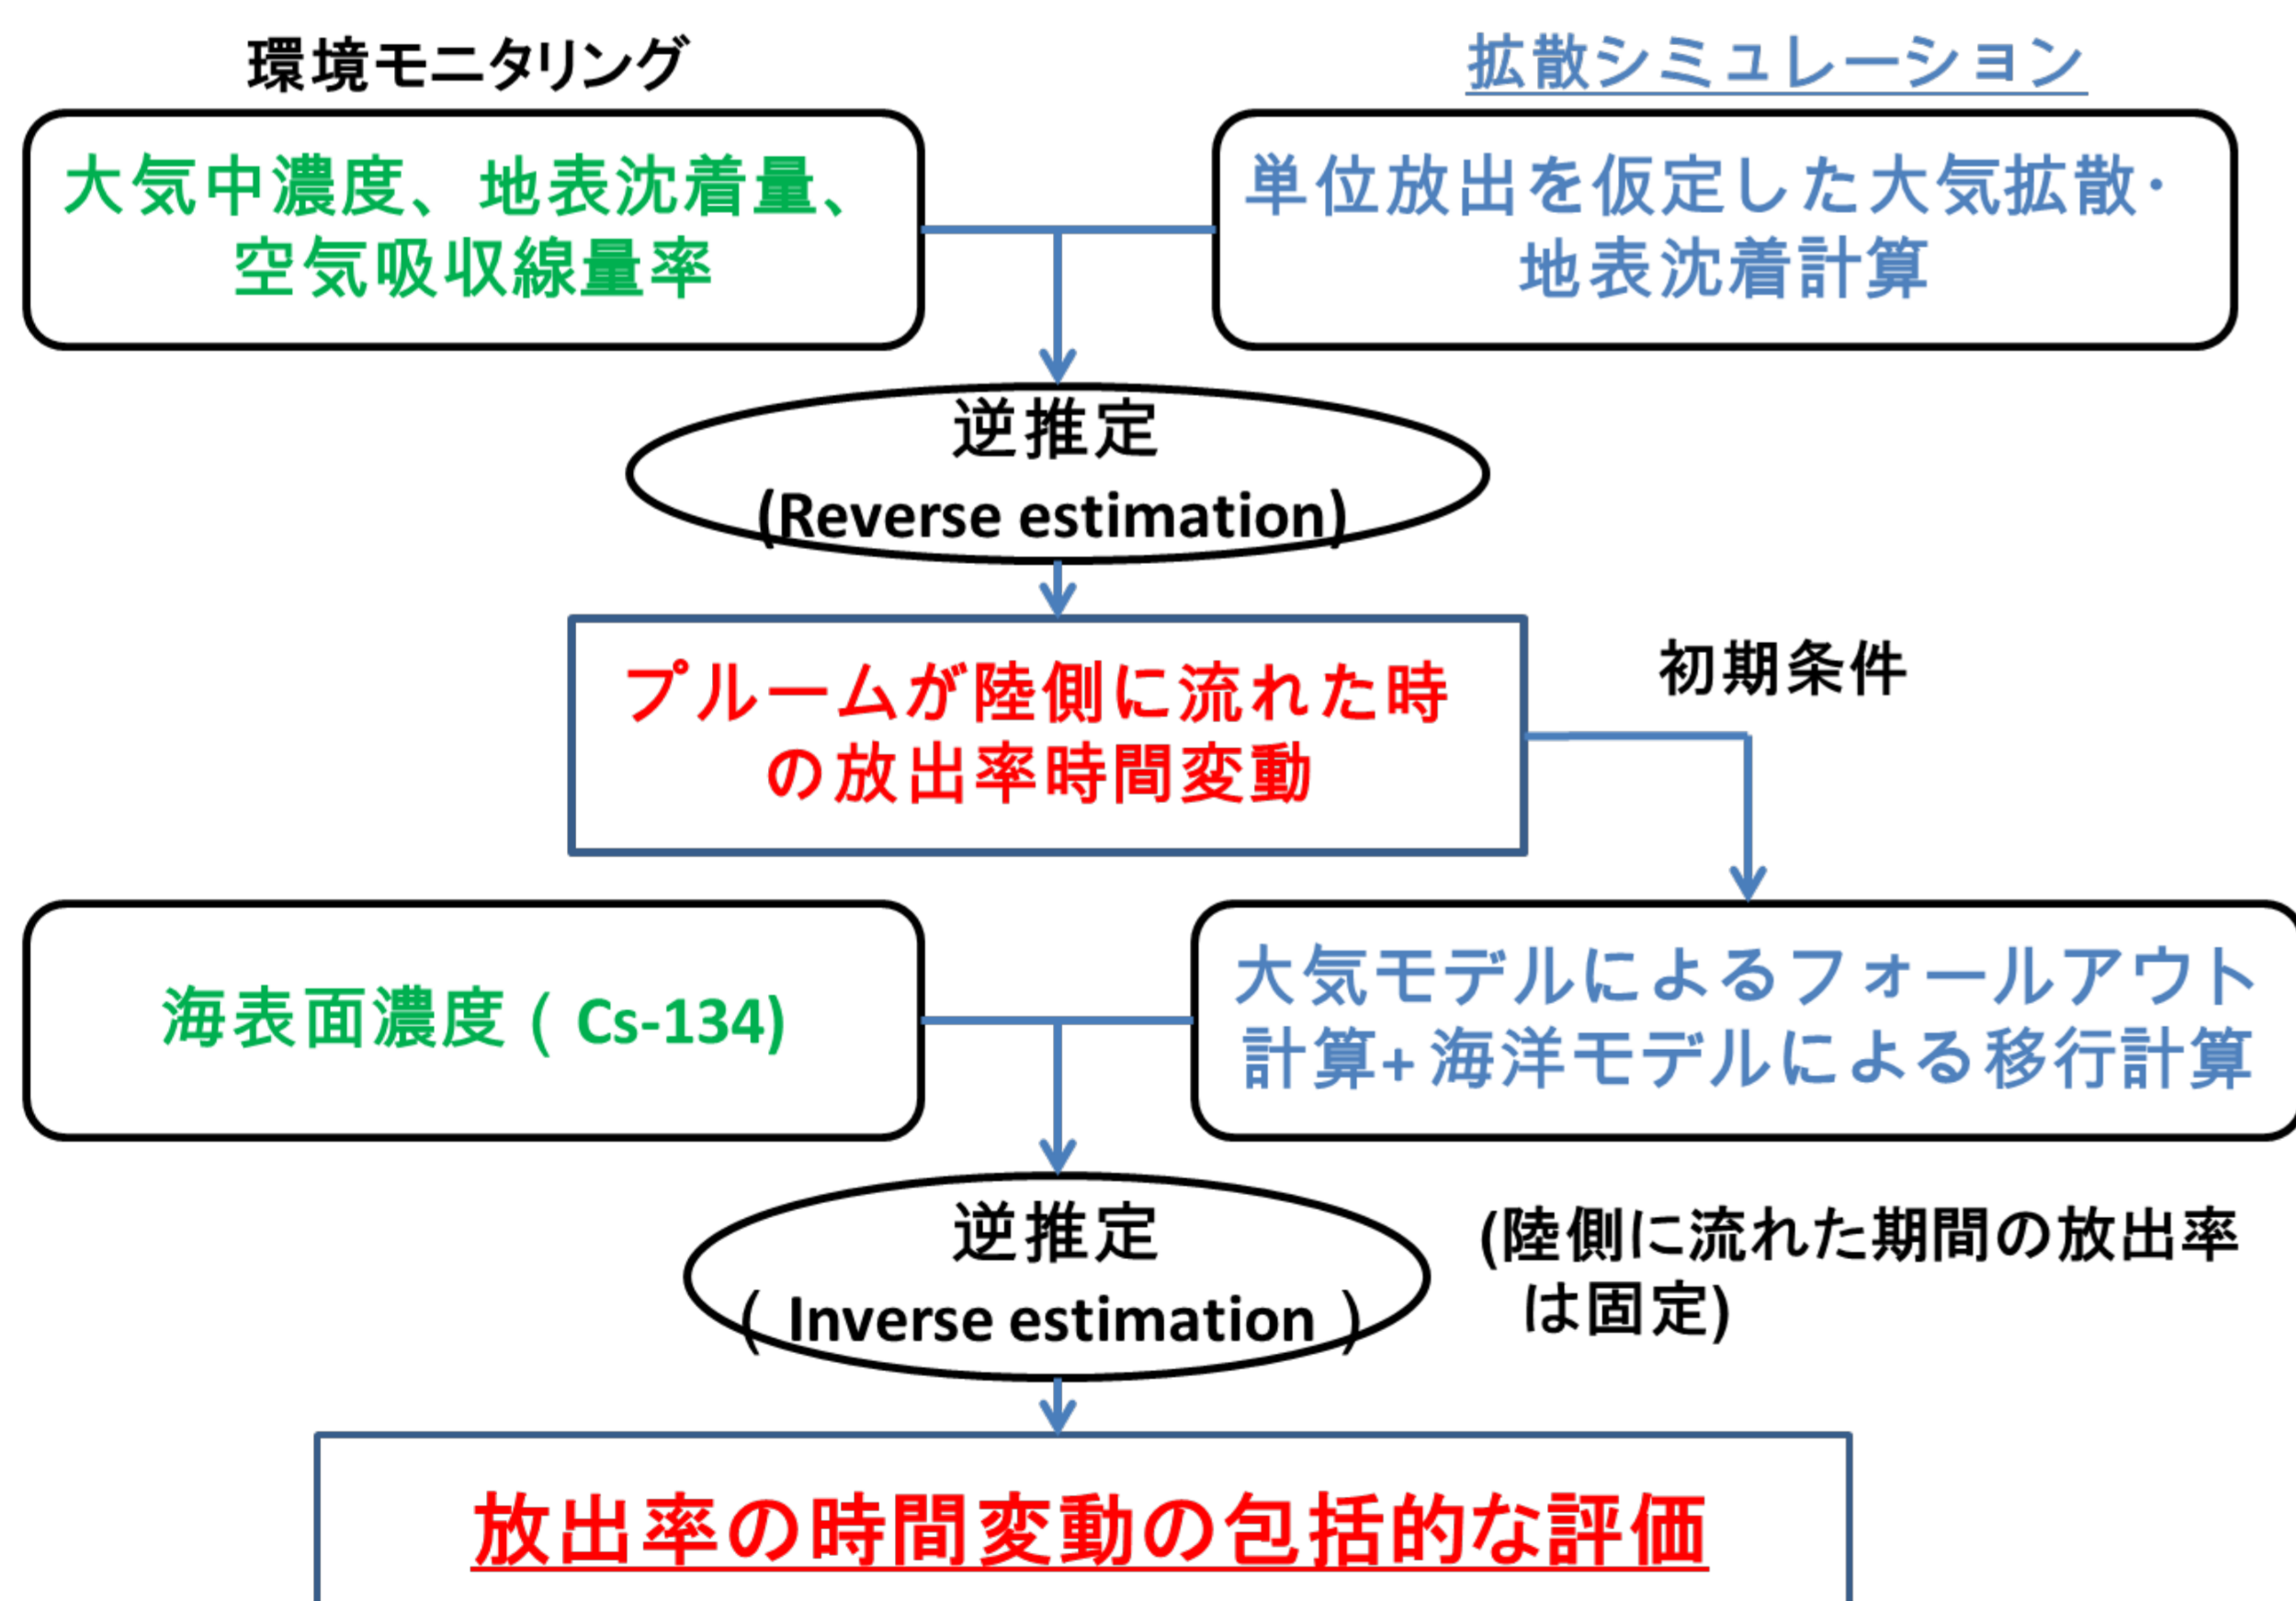 環境モニタリング
拡散シミュレーション
大気中濃度、地表沈着量、
空気吸収線量率
単位放出を仮定した大気拡散･
地表沈着計算
逆推定
(Reverse estimation)
プルームが陸側に流れた時
の放出率時間変動
初期条件
海表面濃度( Cs-134)
大気モデルによるフォールアウト
計算+海洋モデルによる移行計算
逆推定
( Inverse estimation )
(陸側に流れた期間の放出率
は固定)
放出率の時間変動の包括的な評価